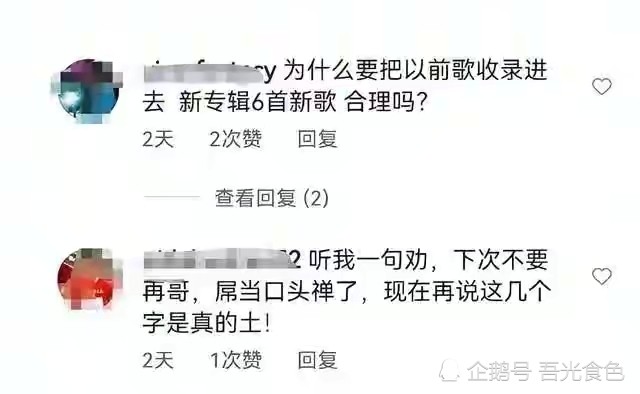 为什么要把以前歌收录进
去 新专辑6首新歌 合理吗？
2天 2次赞 回复
查看回复 (2)
2 听我一句劝，下次不要
再哥，屌当口头禅了，现在再说这几个
字是真的土！
2天 1次赞 回复
企鹅号 吾光食色